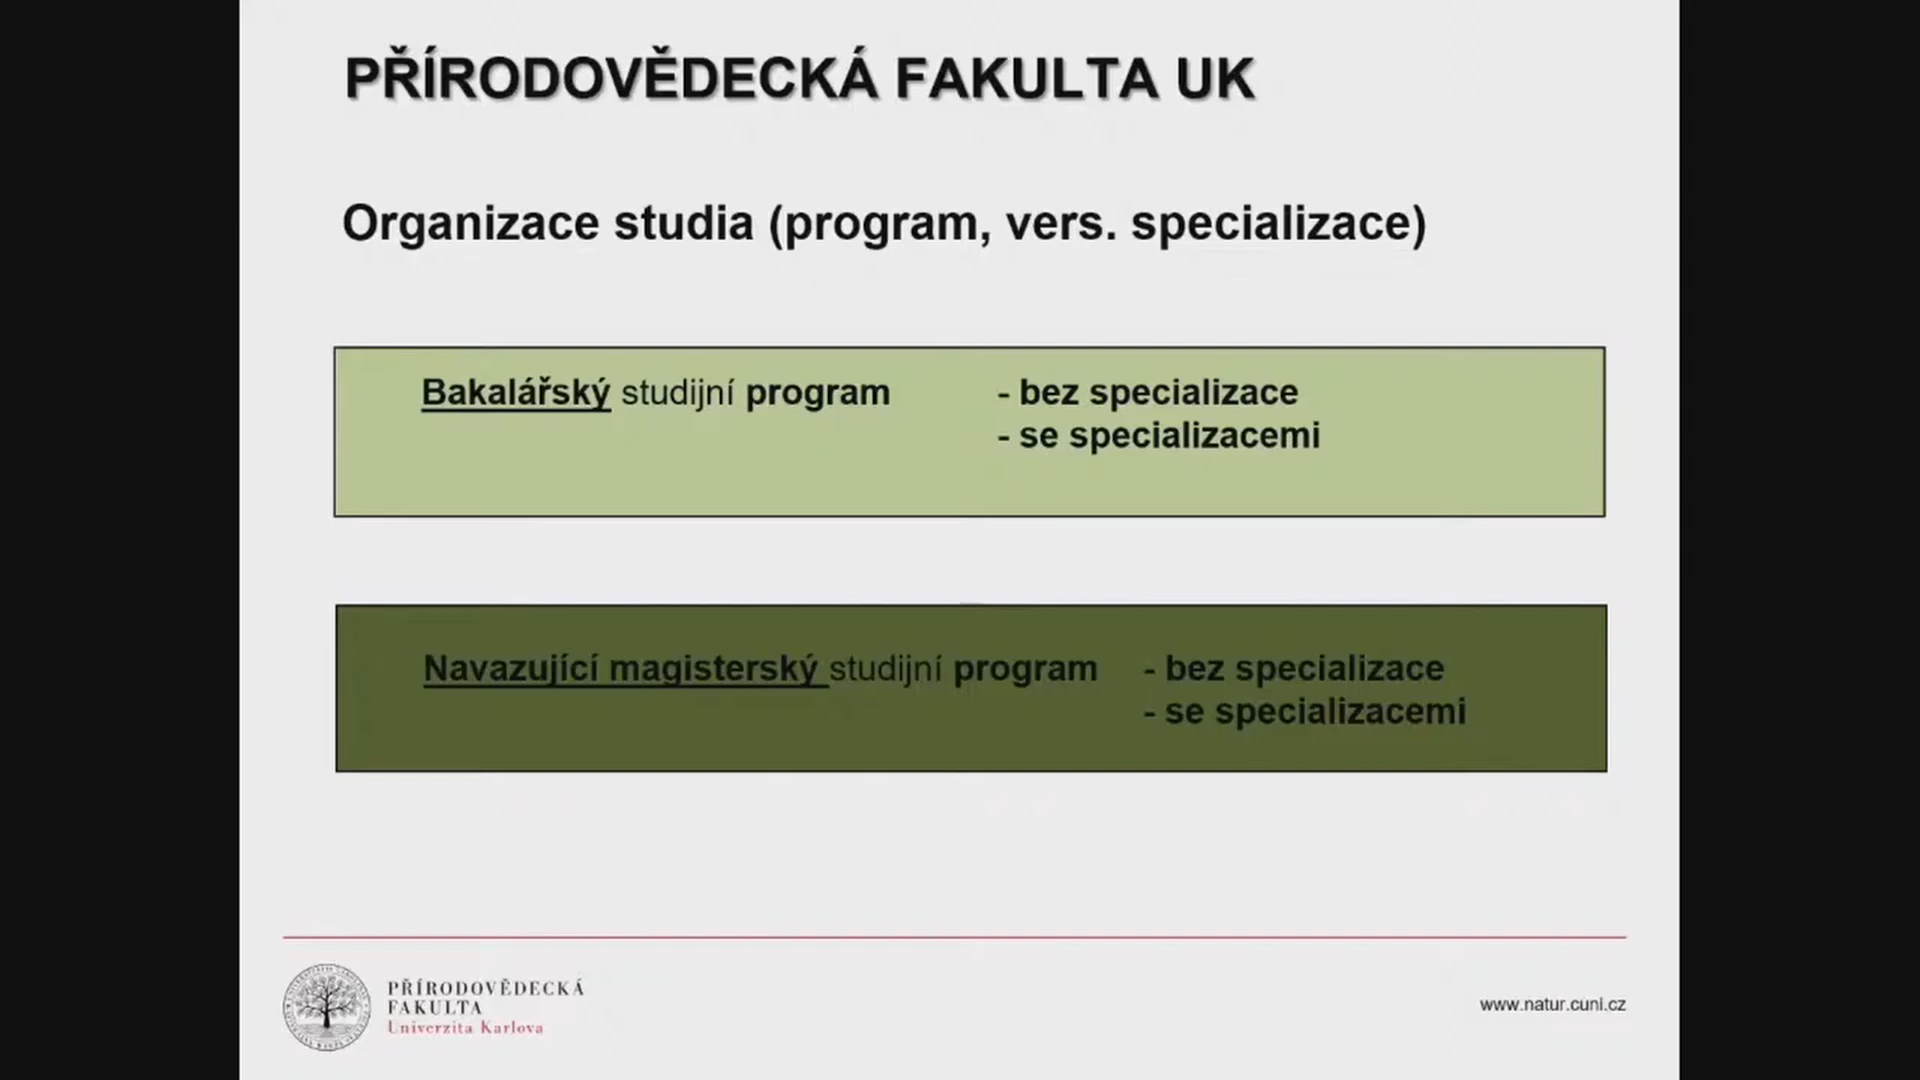 PŘÍRODOVĚDECKÁ FAKULTA UK
Organizace studia (program, vers. specializace)
Bakalářský studijní program - bez specializace
- se specializacemi
Navazující magisterský studijní program - bez specializace
- se specializacemi
PŘÍRODOVĚDECKÁ
FAKULTA
Univerzita Karlova
www.natur.cuni.cz